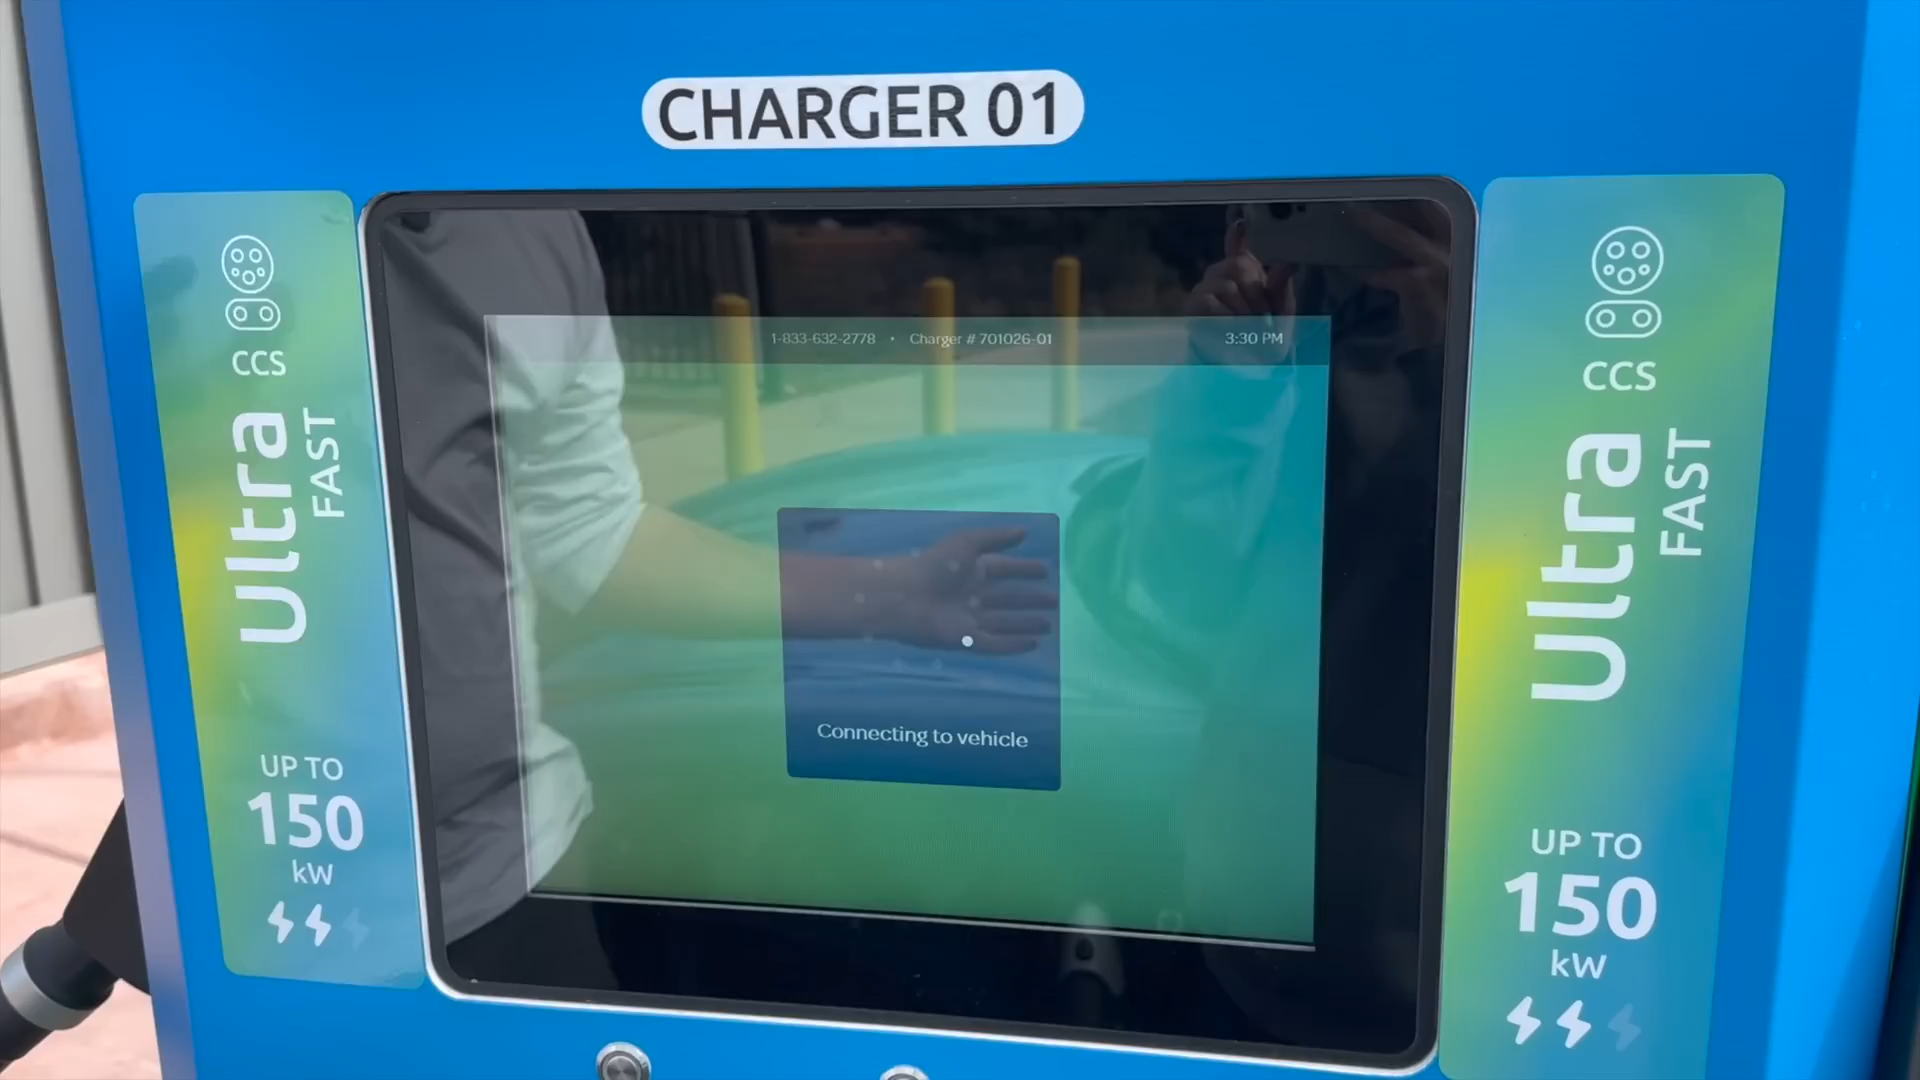 CHARGER 01
CCS
Ultra
FAST
UP TO
150
kW
1-833-632-2778 • Charger # 701026-01 3:30 PM
Connecting to vehicle
CCS
Ultra
FAST
UP TO
150
kW